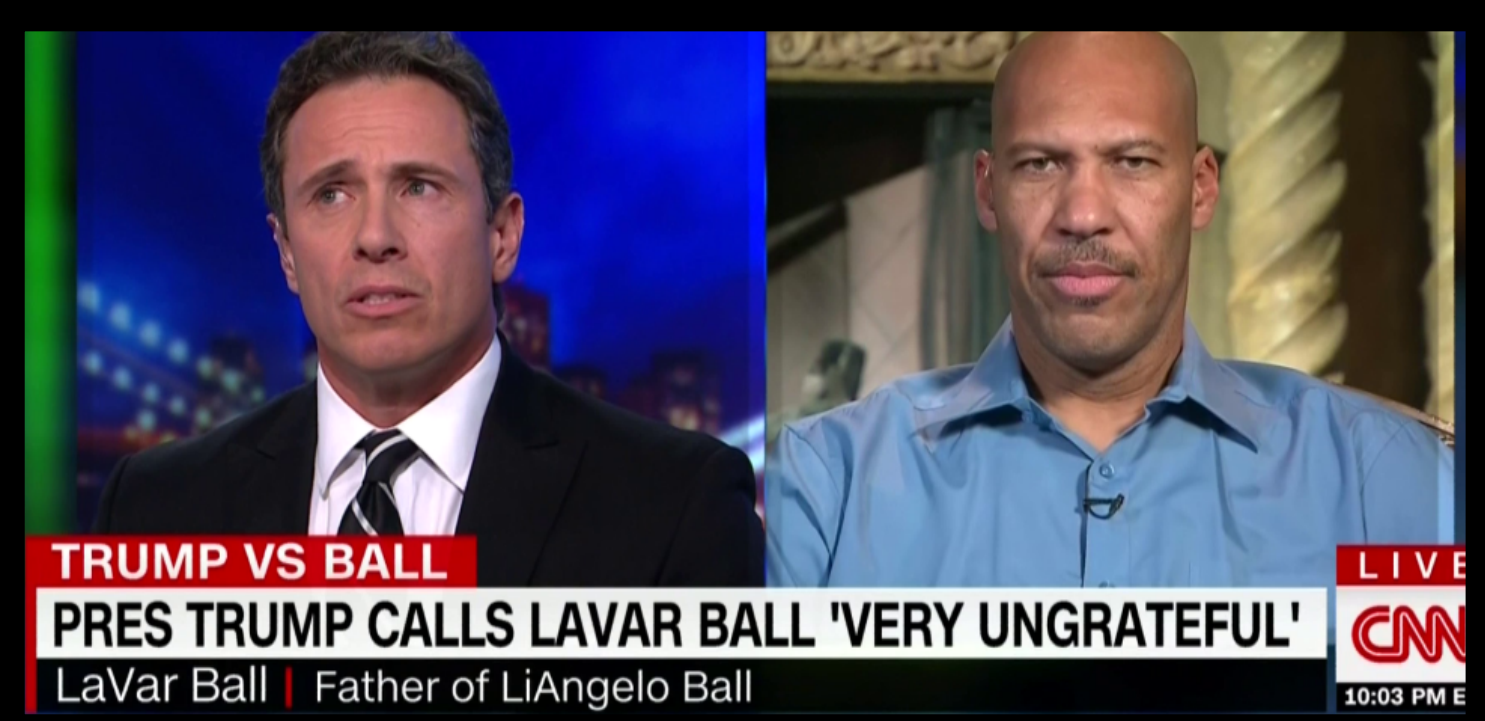 TRUMP VS BALL
PRES TRUMP CALLS LAVAR BALL 'VERY UNGRATEFUL'
LaVar Ball | Father of LiAngelo Ball
LIVE
CNN
10:03 PM E